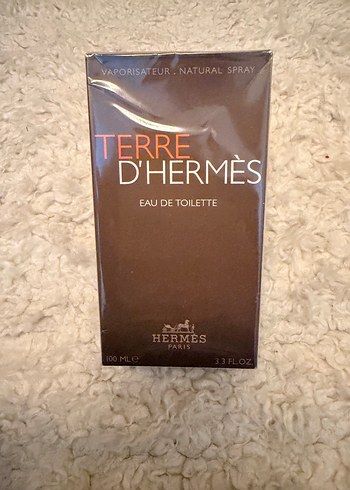 VAPORISATEUR . NATURAL SPRAY
TERRE
D'HERMÈS
EAU DE TOILETTE
HERMÈS
PARIS
100 ML ℮ 3.3 FL.OZ